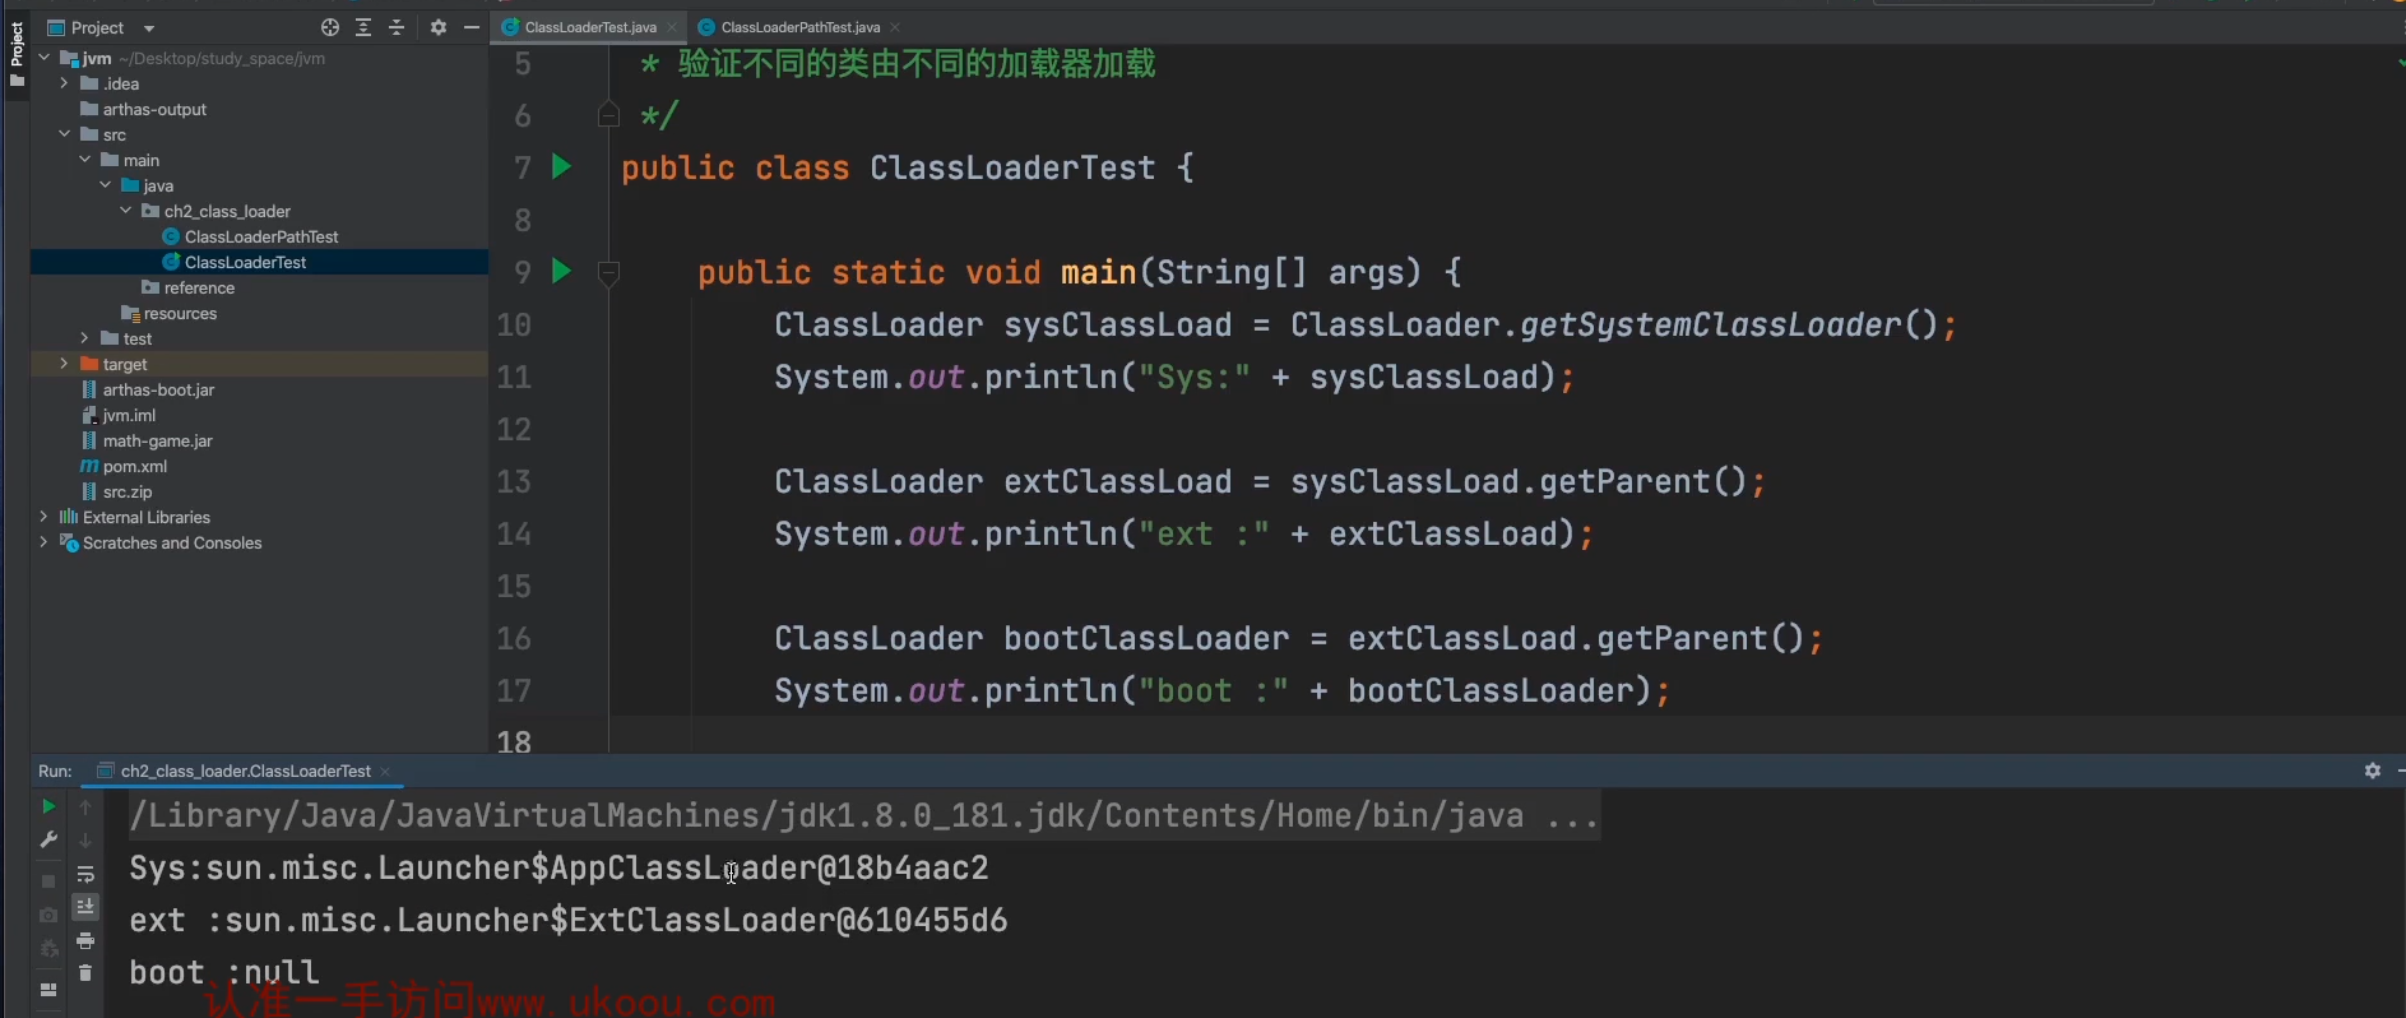 Project
Project
ClassLoaderTest.java
ClassLoaderPathTest.java
jvm ~/Desktop/study_space/jvm
.idea
arthas-output
src
main
java
ch2_class_loader
ClassLoaderPathTest
ClassLoaderTest
reference
resources
test
target
arthas-boot.jar
jvm.iml
math-game.jar
pom.xml
src.zip
External Libraries
Scratches and Consoles
5 * 验证不同的类由不同的加载器加载
6 */
7 public class ClassLoaderTest {
8
9 public static void main(String[] args) {
10 ClassLoader sysClassLoad = ClassLoader.getSystemClassLoader();
11 System.out.println("Sys:" + sysClassLoad);
12
13 ClassLoader extClassLoad = sysClassLoad.getParent();
14 System.out.println("ext :" + extClassLoad);
15
16 ClassLoader bootClassLoader = extClassLoad.getParent();
17 System.out.println("boot :" + bootClassLoader);
18
Run: ch2_class_loader.ClassLoaderTest
/Library/Java/JavaVirtualMachines/jdk1.8.0_181.jdk/Contents/Home/bin/java ...
Sys:sun.misc.Launcher$AppClassLoader@18b4aac2
ext :sun.misc.Launcher$ExtClassLoader@610455d6
boot :null
认准一手访问www.ukoou.com